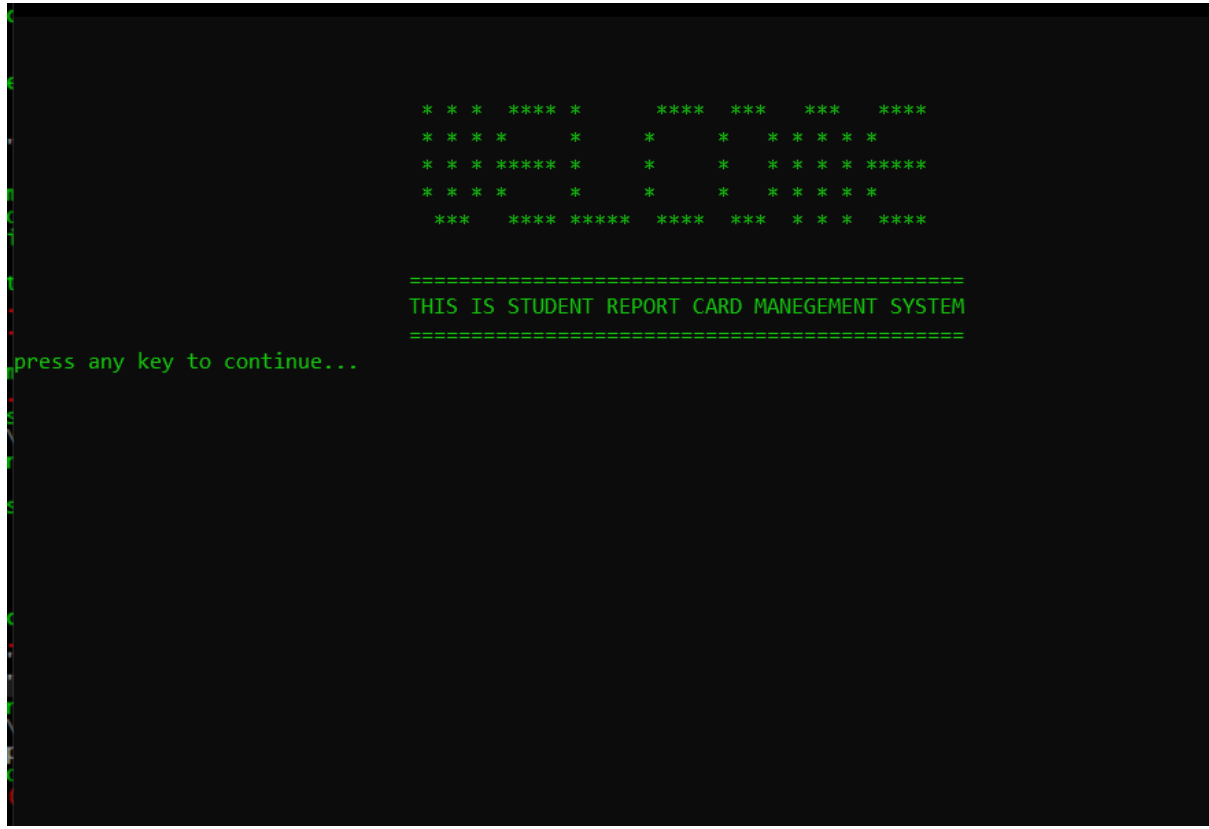 * * *  **** *      ****  ***   ***   ****
* * * *     *     *     *   * * * * *
* * * ***** *     *     *   * * * * *****
* * * *     *     *     *   * * * * *
 ***   **** *****  ****  ***  * * *  ****
=============================================
THIS IS STUDENT REPORT CARD MANEGEMENT SYSTEM
=============================================
press any key to continue...